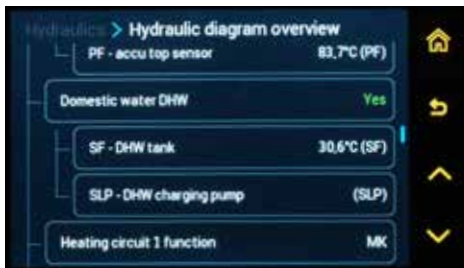 Hydraulics > Hydraulic diagram overview
PF - accu top sensor 83,7°C (PF)
Domestic water DHW Yes
SF - DHW tank 30,6°C (SF)
SLP - DHW charging pump (SLP)
Heating circuit 1 function MK